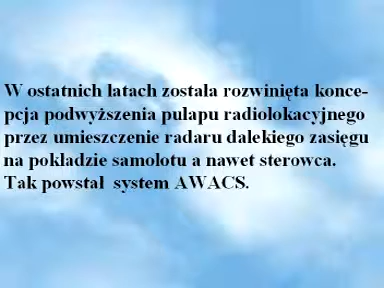 W ostatnich latach została rozwinięta konce-
pcja podwyższenia pułapu radiolokacyjnego
przez umieszczenie radaru dalekiego zasięgu
na pokładzie samolotu a nawet sterowca.
Tak powstał system AWACS.